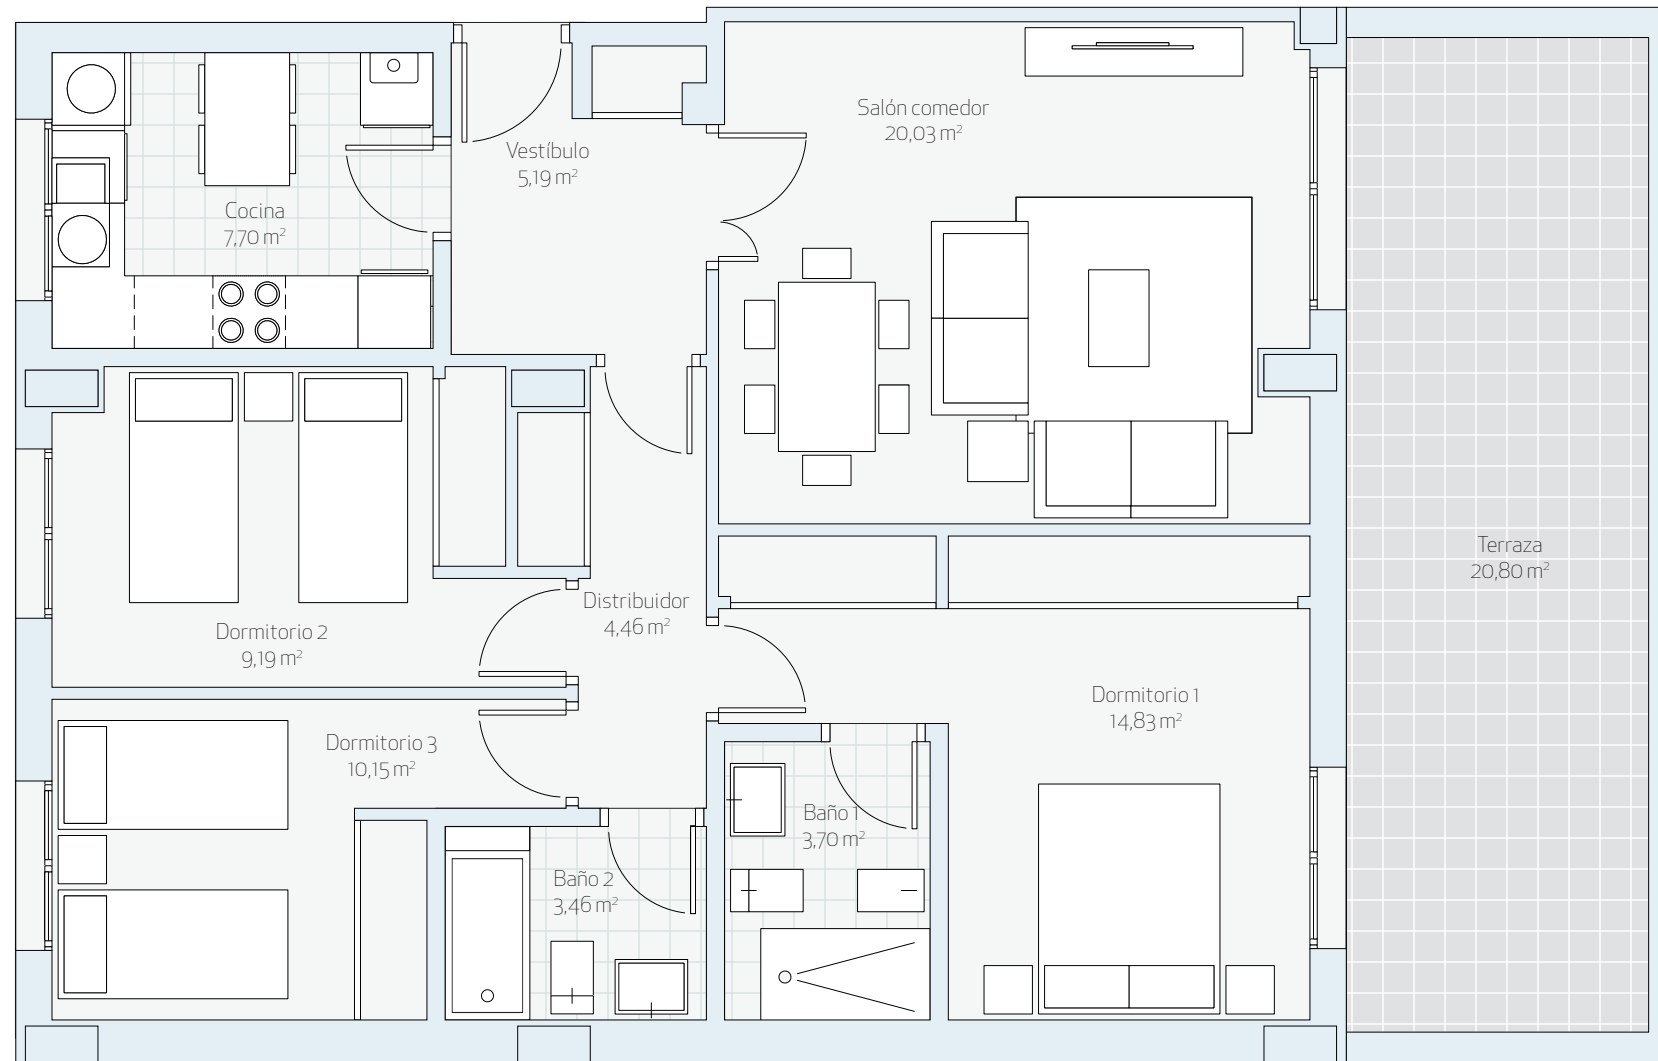 Salón comedor
20,03 m²
Vestíbulo
5,19 m²
Cocina
7,70 m²
Terraza
20,80 m²
Distribuidor
4,46 m²
Dormitorio 2
9,19 m²
Dormitorio 1
14,83 m²
Dormitorio 3
10,15 m²
Baño 1
3,70 m²
Baño 2
3,46 m²